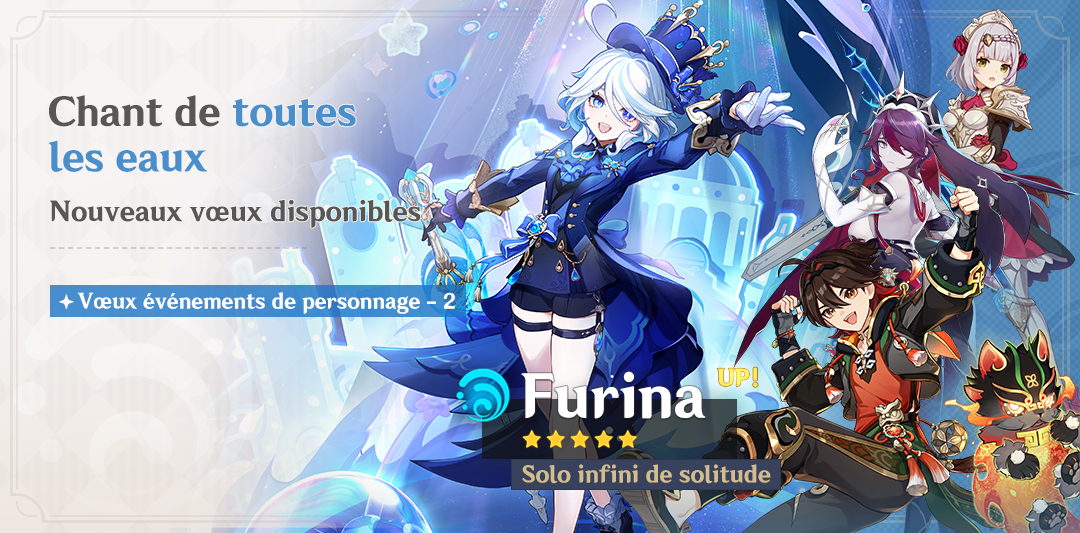 Chant de toutes
les eaux
Nouveaux vœux disponibles
Vœux événements de personnage - 2
Furina
UP!
Solo infini de solitude